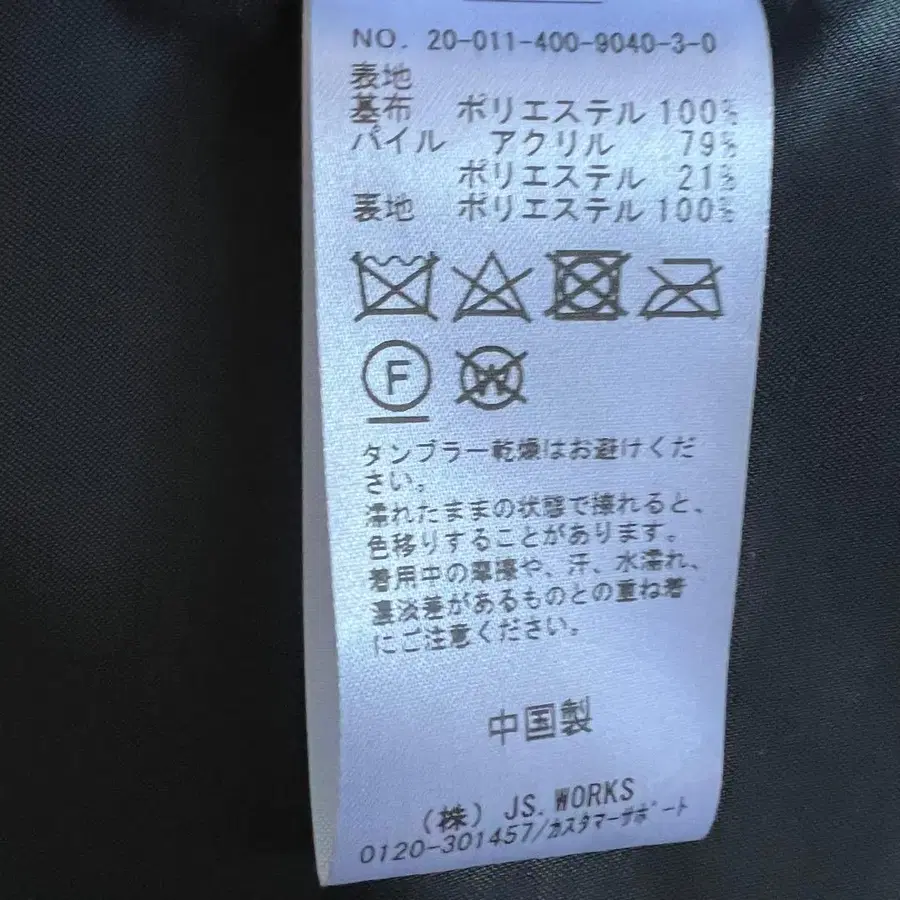 NO. 20-011-400-9040-3-0
表地
基布 ポリエステル 100%
パイル アクリル 79%
ポリエステル 21%
裏地 ポリエステル 100%
F
W
タンブラー乾燥はお避けくだ
さい。
濡れたままの状態で擦れると、
色移りすることがあります。
着用中の摩擦や、汗、水濡れ、
濃淡差があるものとの重ね着
にご注意ください。
中国製
(株) JS.WORKS
0120-301457/カスタマーサポート